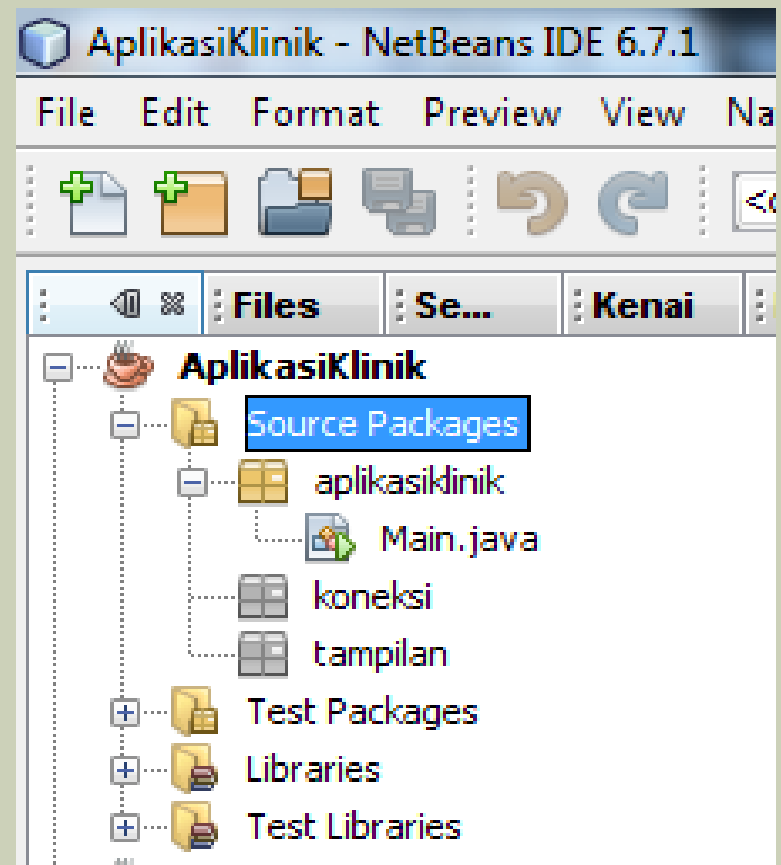 AplikasiKlinik - NetBeans IDE 6.7.1
File Edit Format Preview View Na
Files Se... Kenai
AplikasiKlinik
Source Packages
aplikasiklinik
Main.java
koneksi
tampilan
Test Packages
Libraries
Test Libraries